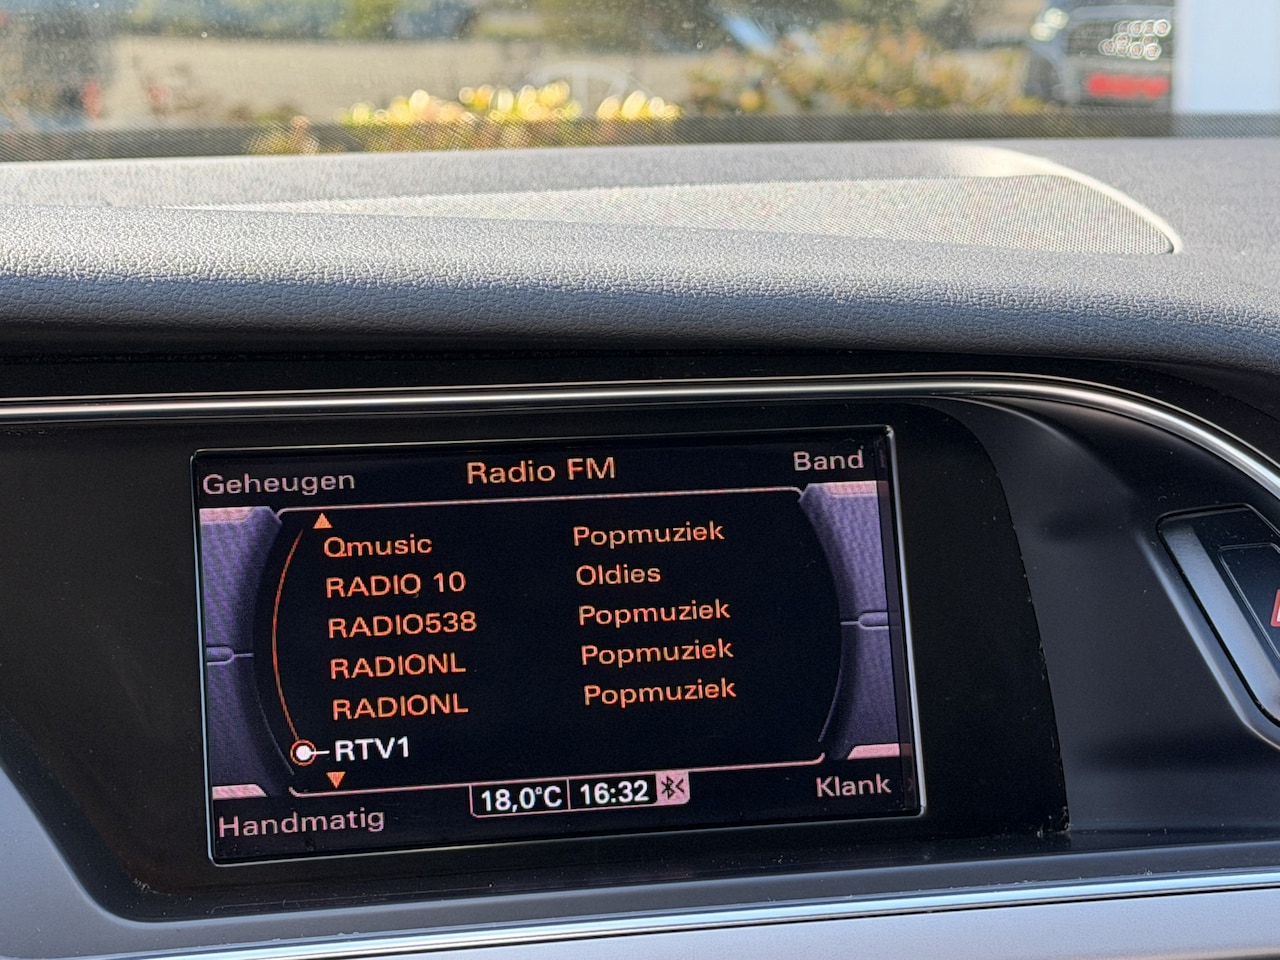 Geheugen Radio FM Band
Qmusic Popmuziek
RADIO 10 Oldies
RADIO538 Popmuziek
RADIONL Popmuziek
RADIONL Popmuziek
RTV1
18,0°C 16:32
Handmatig Klank